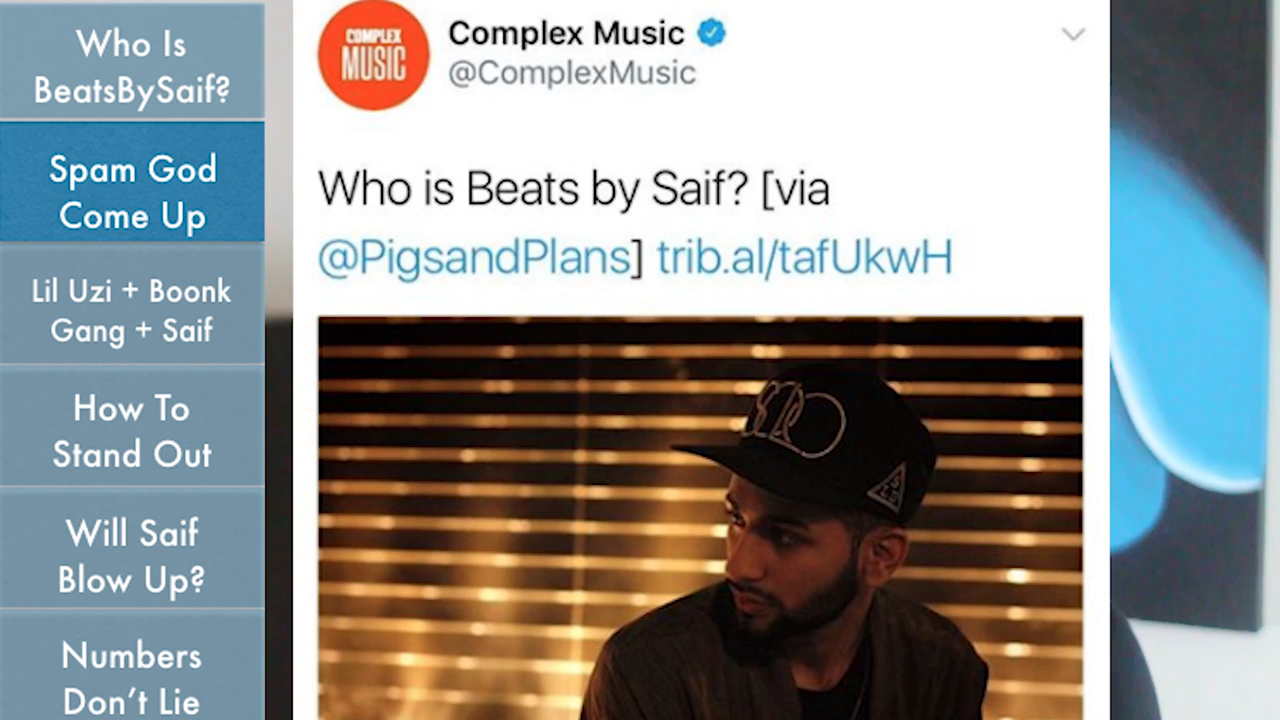 Who Is
BeatsBySaif?
Spam God
Come Up
Lil Uzi + Boonk
Gang + Saif
How To
Stand Out
Will Saif
Blow Up?
Numbers
Don't Lie
COMPLEX
MUSIC
Complex Music
@ComplexMusic
Who is Beats by Saif? [via
@PigsandPlans] trib.al/tafUkwH